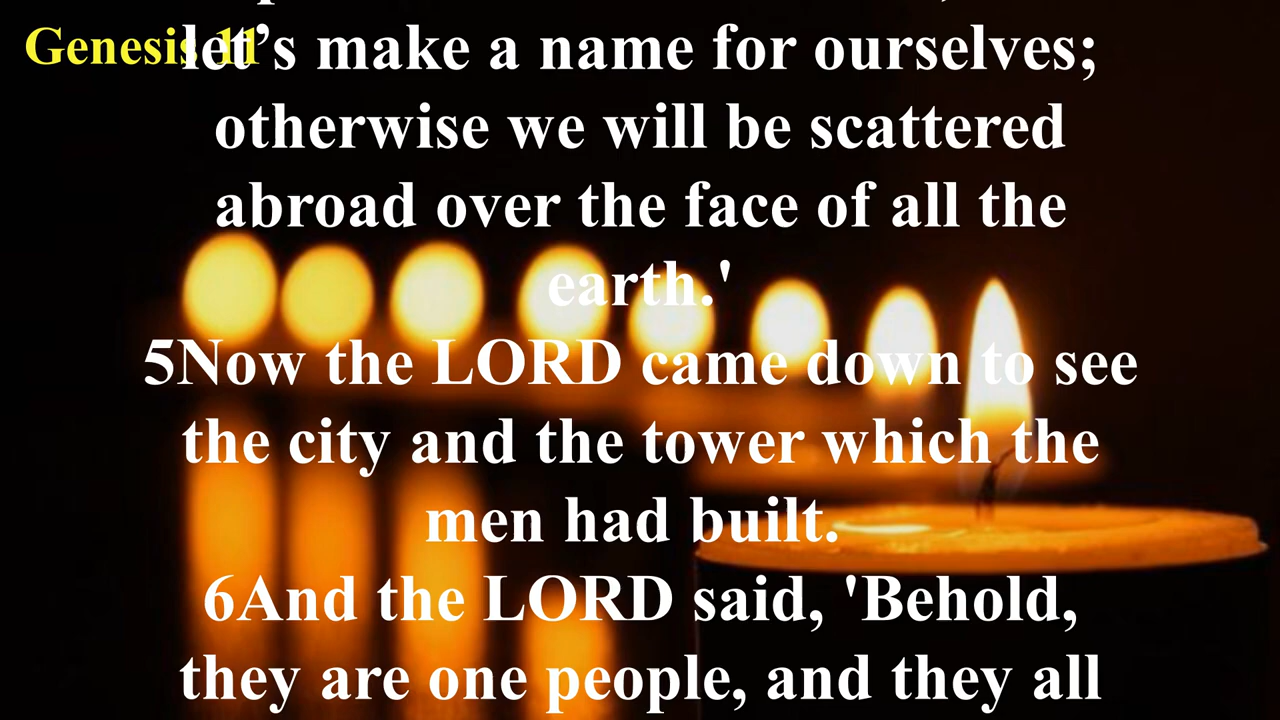 Genesis 11
let’s make a name for ourselves;
otherwise we will be scattered
abroad over the face of all the
earth.'
5Now the LORD came down to see
the city and the tower which the
men had built.
6And the LORD said, 'Behold,
they are one people, and they all